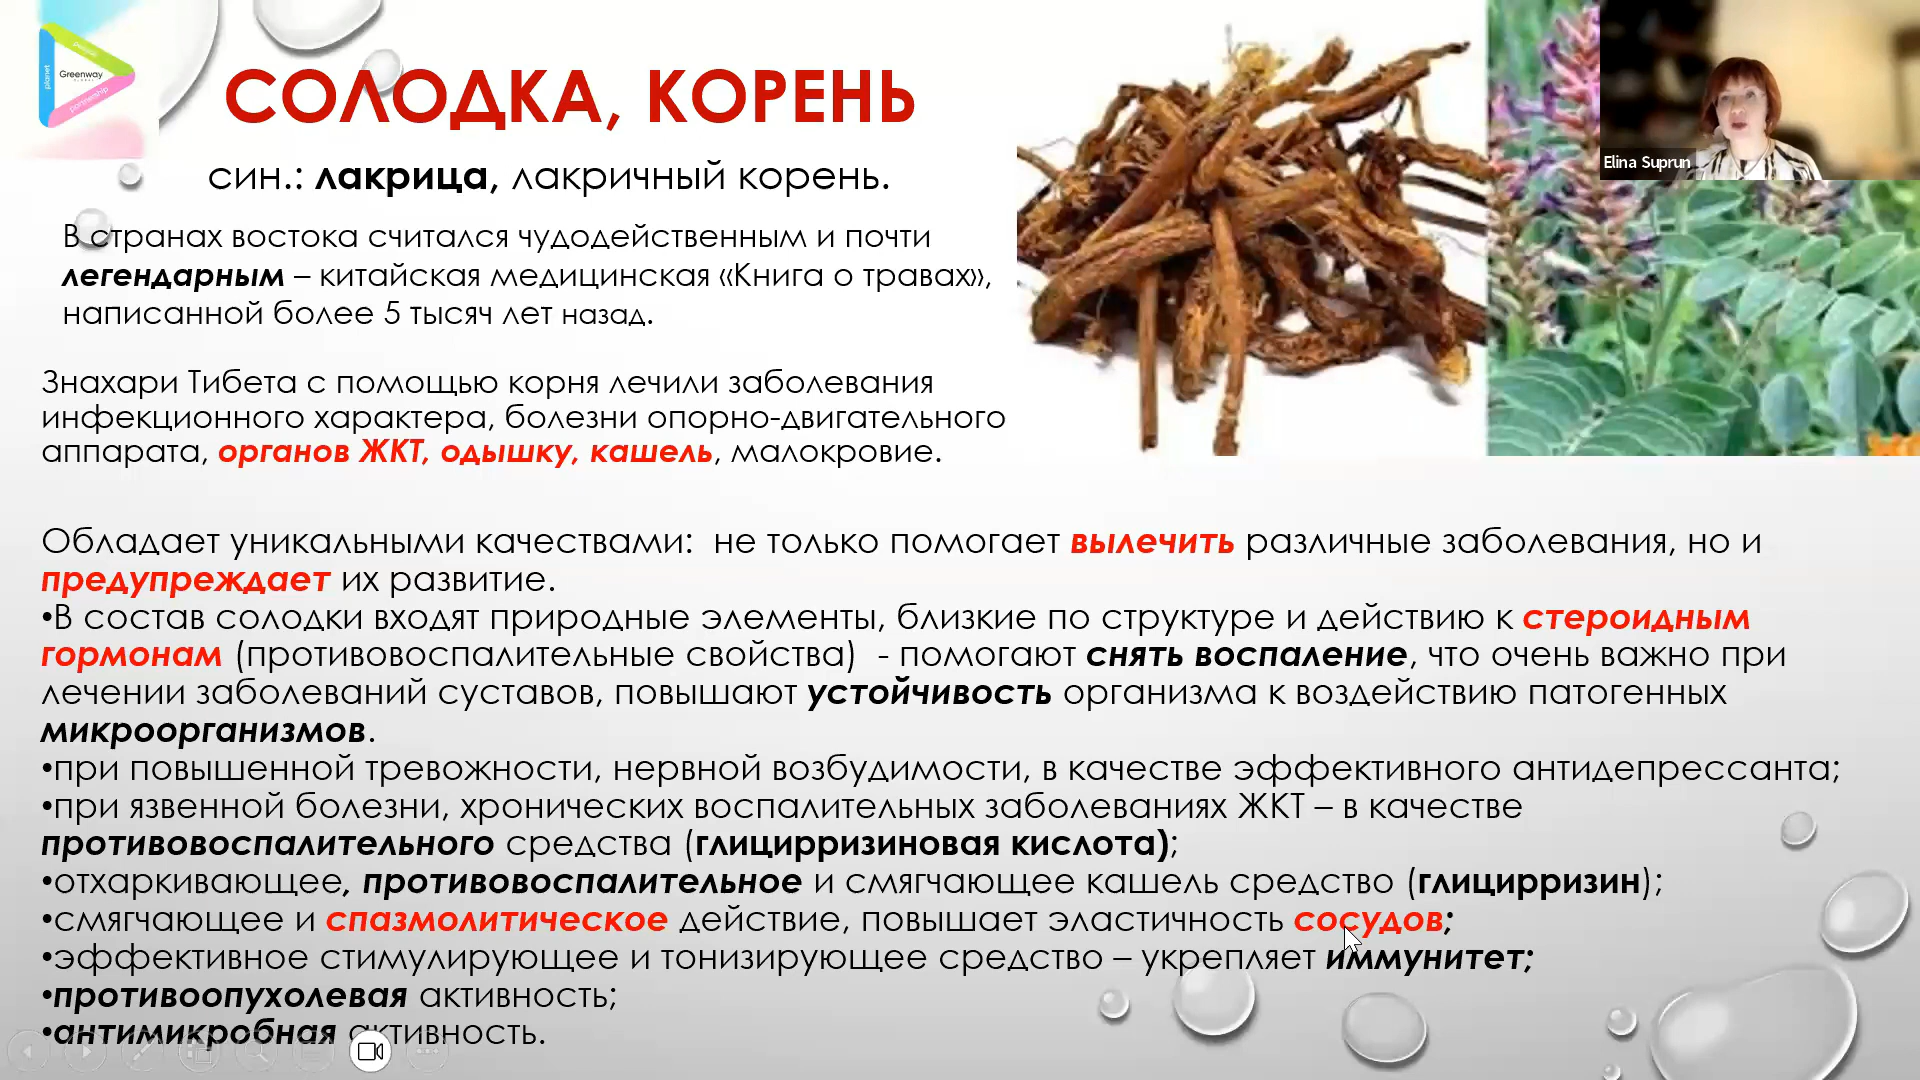 planet
people
Greenway
GLOBAL
partnership
СОЛОДКА, КОРЕНЬ
син.: лакрица, лакричный корень.
В странах востока считался чудодейственным и почти
легендарным – китайская медицинская «Книга о травах»,
написанной более 5 тысяч лет назад.
Знахари Тибета с помощью корня лечили заболевания
инфекционного характера, болезни опорно-двигательного
аппарата, органов ЖКТ, одышку, кашель, малокровие.
Elina Suprun
Обладает уникальными качествами:  не только помогает вылечить различные заболевания, но и
предупреждает их развитие.
•В состав солодки входят природные элементы, близкие по структуре и действию к стероидным
гормонам (противовоспалительные свойства)  - помогают снять воспаление, что очень важно при
лечении заболеваний суставов, повышают устойчивость организма к воздействию патогенных
микроорганизмов.
•при повышенной тревожности, нервной возбудимости, в качестве эффективного антидепрессанта;
•при язвенной болезни, хронических воспалительных заболеваниях ЖКТ – в качестве
противовоспалительного средства (глицирризиновая кислота);
•отхаркивающее, противовоспалительное и смягчающее кашель средство (глицирризин);
•смягчающее и спазмолитическое действие, повышает эластичность сосудов;
•эффективное стимулирующее и тонизирующее средство – укрепляет иммунитет;
•противоопухолевая активность;
•антимикробная активность.